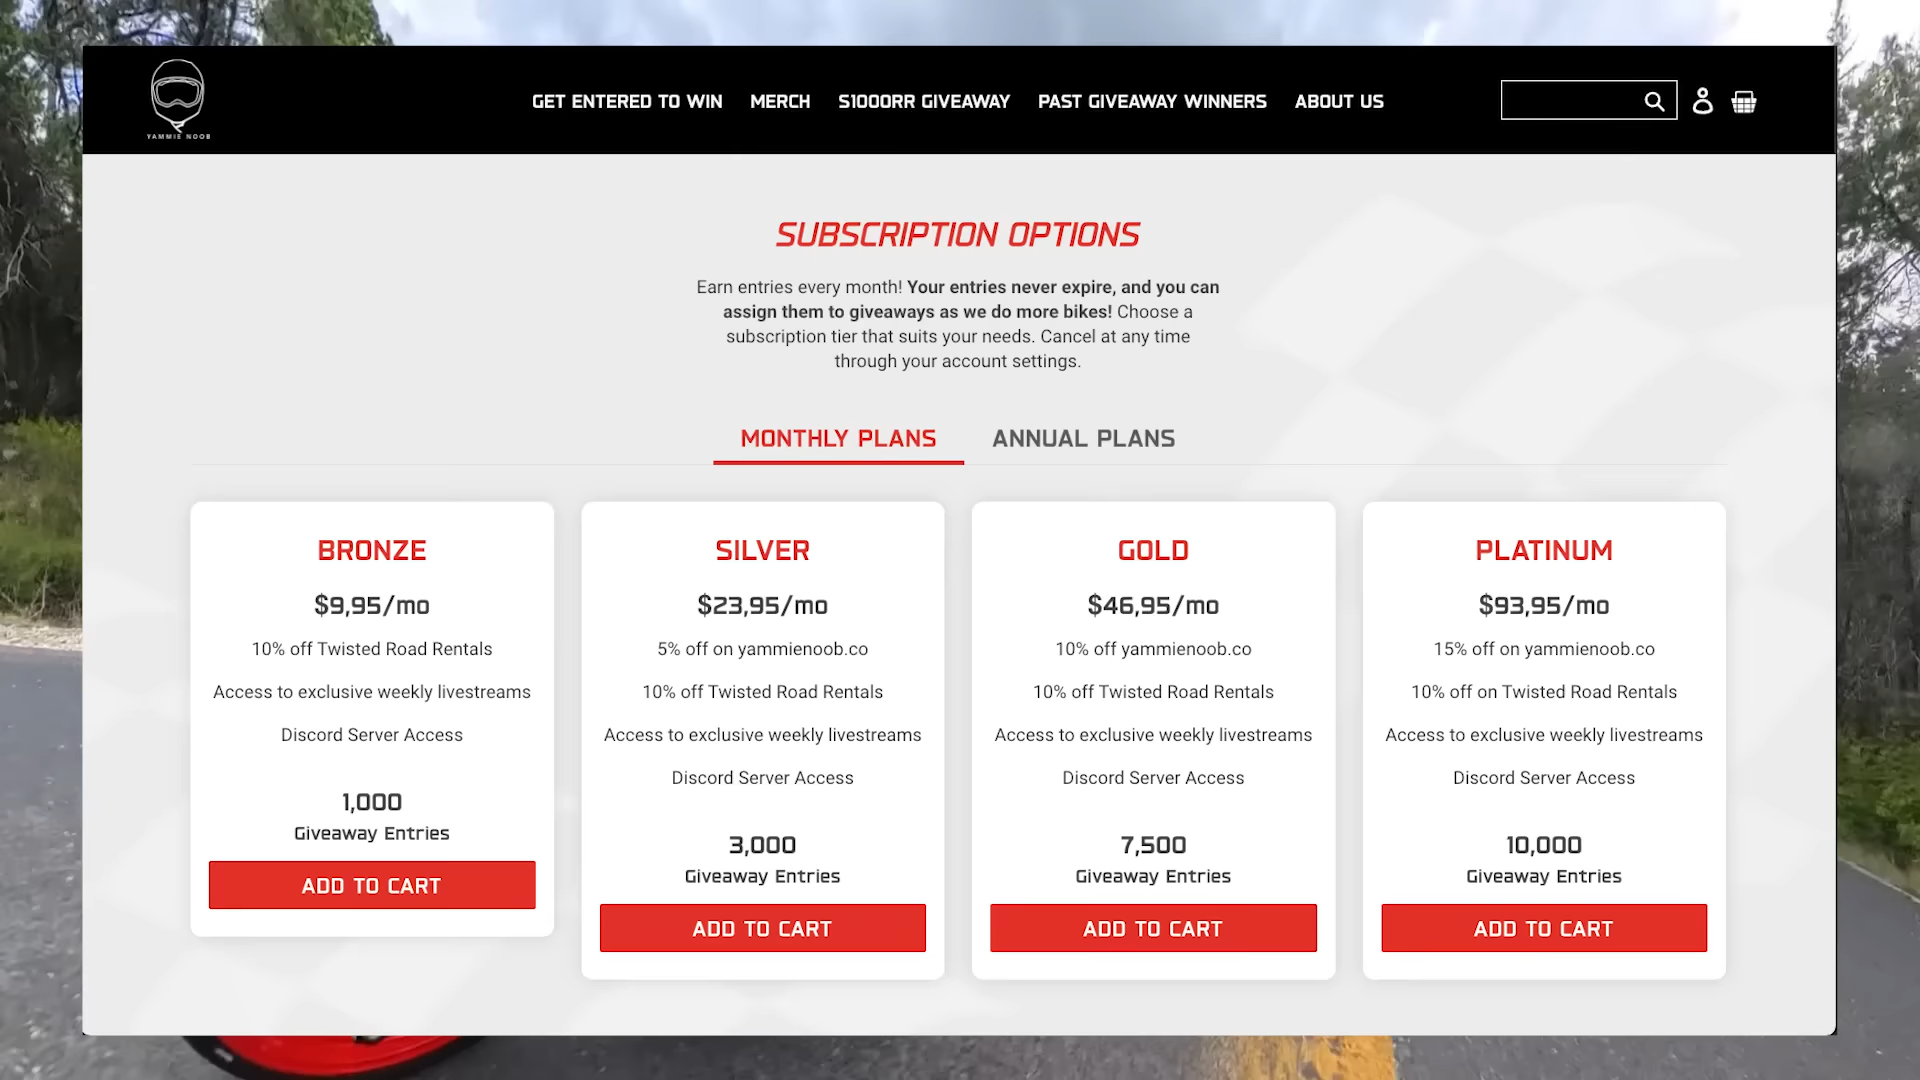 YAMMIE NOOB
GET ENTERED TO WIN MERCH S1000RR GIVEAWAY PAST GIVEAWAY WINNERS ABOUT US
SUBSCRIPTION OPTIONS
Earn entries every month! Your entries never expire, and you can
assign them to giveaways as we do more bikes! Choose a
subscription tier that suits your needs. Cancel at any time
through your account settings.
MONTHLY PLANS ANNUAL PLANS
BRONZE
$9,95/mo
10% off Twisted Road Rentals
Access to exclusive weekly livestreams
Discord Server Access
1,000
Giveaway Entries
ADD TO CART
SILVER
$23,95/mo
5% off on yammienoob.co
10% off Twisted Road Rentals
Access to exclusive weekly livestreams
Discord Server Access
3,000
Giveaway Entries
ADD TO CART
GOLD
$46,95/mo
10% off yammienoob.co
10% off Twisted Road Rentals
Access to exclusive weekly livestreams
Discord Server Access
7,500
Giveaway Entries
ADD TO CART
PLATINUM
$93,95/mo
15% off on yammienoob.co
10% off on Twisted Road Rentals
Access to exclusive weekly livestreams
Discord Server Access
10,000
Giveaway Entries
ADD TO CART